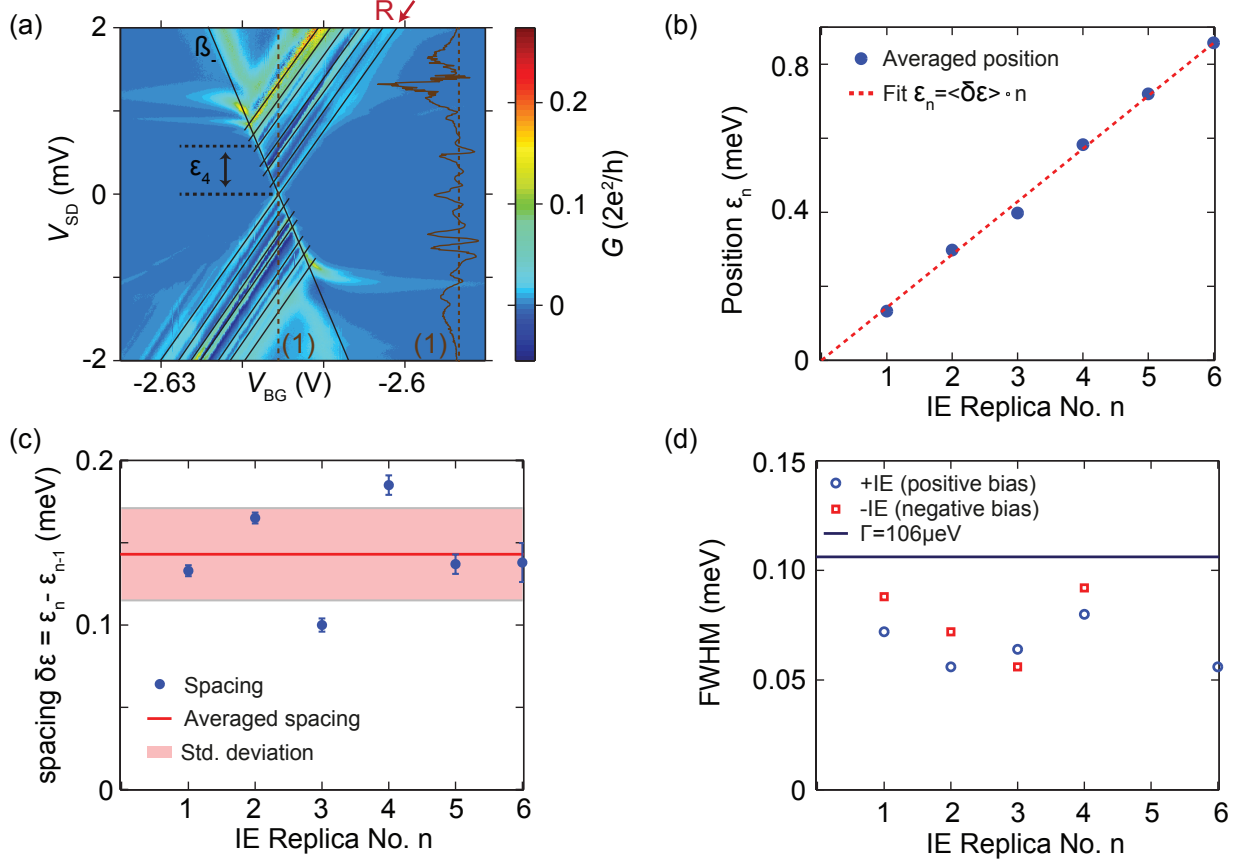 (a)
R
2
ß-
1
ε4
0
-1
-2
VSD (mV)
(1)
(1)
-2.63
VBG (V)
-2.6
0.2
0.1
0
G (2e²/h)
(b)
0.8
0.4
0
Position εn (meV)
Averaged position
Fit εn=<δε> · n
1 2 3 4 5 6
IE Replica No. n
(c)
0.2
0.1
0
spacing δε = εn- εn-1 (meV)
Spacing
Averaged spacing
Std. deviation
1 2 3 4 5 6
IE Replica No. n
(d)
0.15
0.10
0.05
0
FWHM (meV)
+IE (positive bias)
-IE (negative bias)
Γ=106µeV
1 2 3 4 5 6
IE Replica No. n